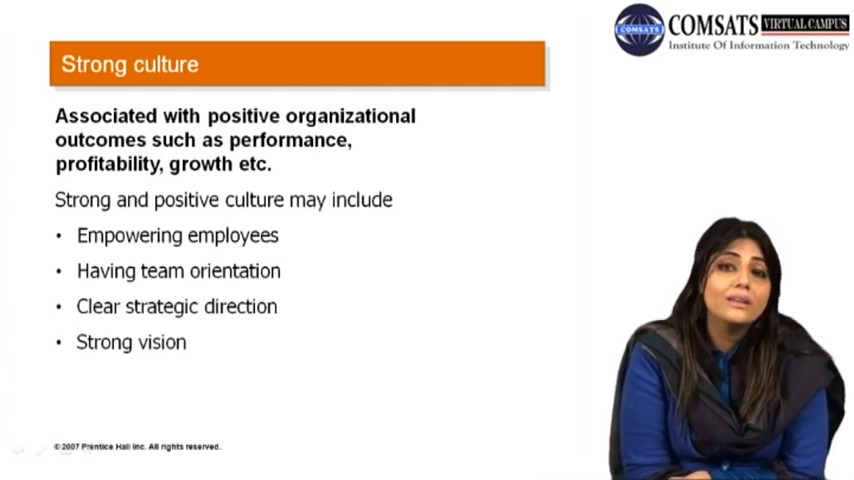 COMSATS
COMSATS VIRTUAL CAMPUS
Institute Of Information Technology
Strong culture
Associated with positive organizational
outcomes such as performance,
profitability, growth etc.
Strong and positive culture may include
• Empowering employees
• Having team orientation
• Clear strategic direction
• Strong vision
© 2007 Prentice Hall Inc. All rights reserved.